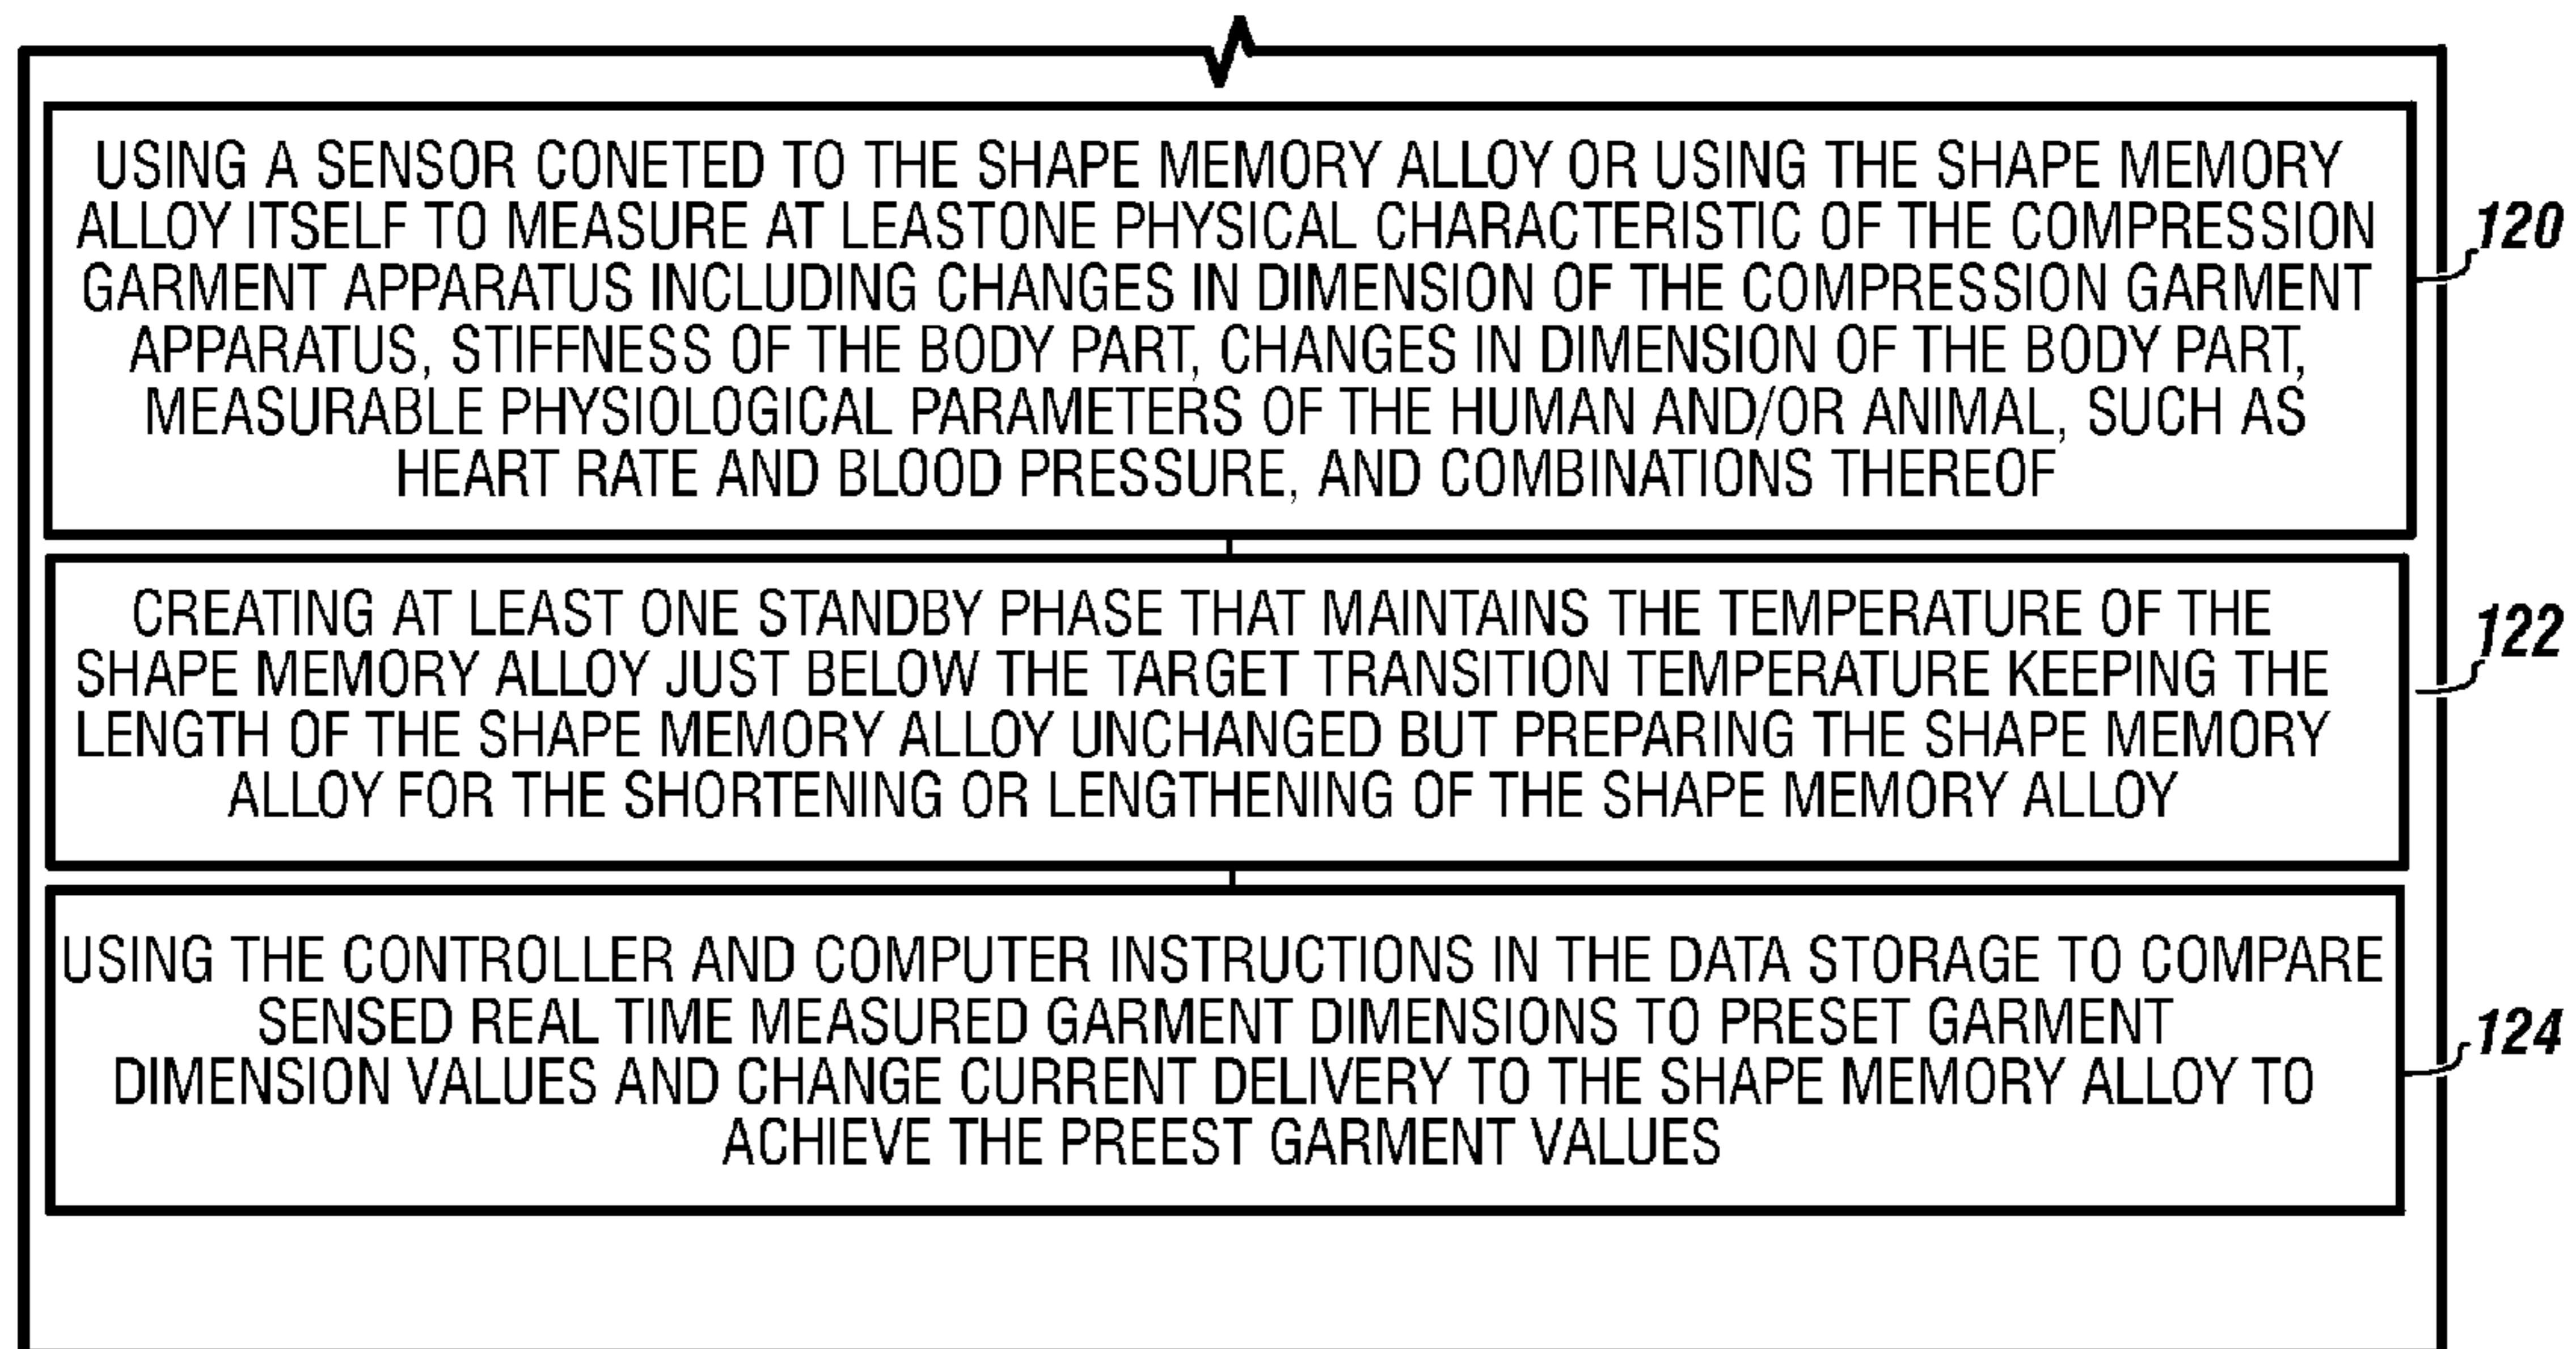 USING A SENSOR CONETED TO THE SHAPE MEMORY ALLOY OR USING THE SHAPE MEMORY
ALLOY ITSELF TO MEASURE AT LEASTONE PHYSICAL CHARACTERISTIC OF THE COMPRESSION
GARMENT APPARATUS INCLUDING CHANGES IN DIMENSION OF THE COMPRESSION GARMENT
APPARATUS, STIFFNESS OF THE BODY PART, CHANGES IN DIMENSION OF THE BODY PART,
MEASURABLE PHYSIOLOGICAL PARAMETERS OF THE HUMAN AND/OR ANIMAL, SUCH AS
HEART RATE AND BLOOD PRESSURE, AND COMBINATIONS THEREOF
120
CREATING AT LEAST ONE STANDBY PHASE THAT MAINTAINS THE TEMPERATURE OF THE
SHAPE MEMORY ALLOY JUST BELOW THE TARGET TRANSITION TEMPERATURE KEEPING THE
LENGTH OF THE SHAPE MEMORY ALLOY UNCHANGED BUT PREPARING THE SHAPE MEMORY
ALLOY FOR THE SHORTENING OR LENGTHENING OF THE SHAPE MEMORY ALLOY
122
USING THE CONTROLLER AND COMPUTER INSTRUCTIONS IN THE DATA STORAGE TO COMPARE
SENSED REAL TIME MEASURED GARMENT DIMENSIONS TO PRESET GARMENT
DIMENSION VALUES AND CHANGE CURRENT DELIVERY TO THE SHAPE MEMORY ALLOY TO
ACHIEVE THE PREEST GARMENT VALUES
124